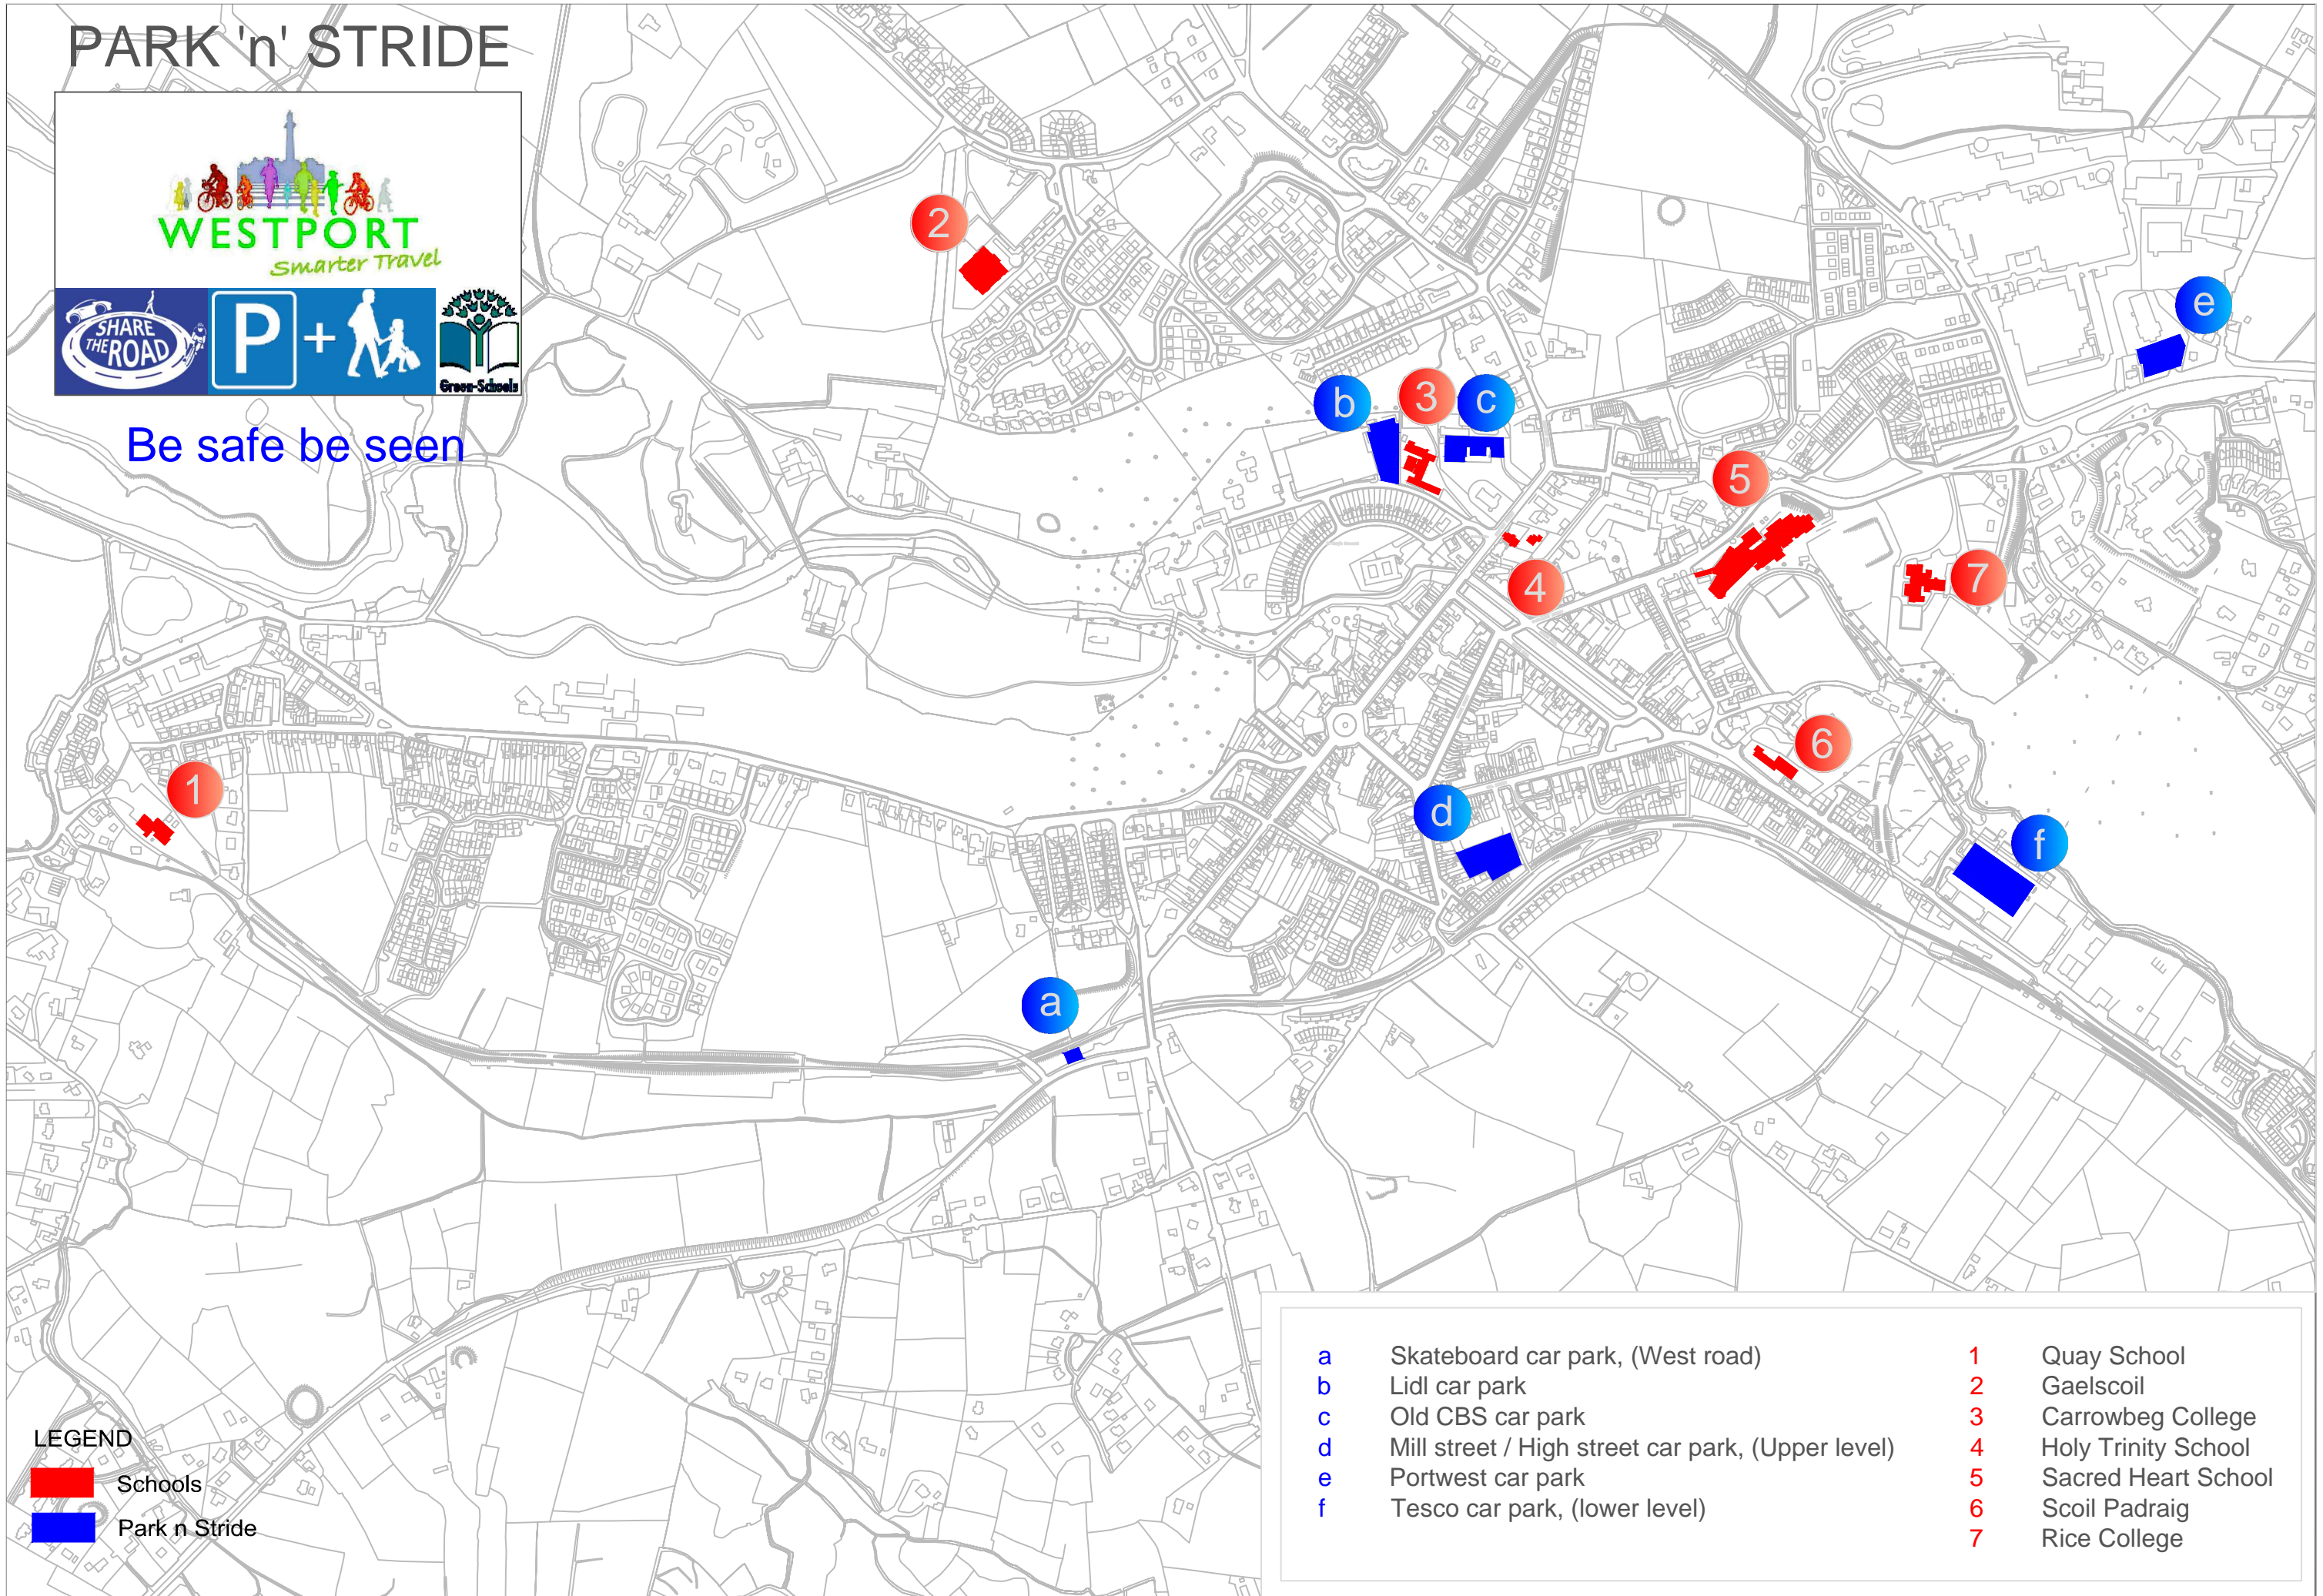 PARK 'n' STRIDE
WESTPORT
Smarter Travel
SHARE
THE ROAD
P +
Green-Schools
Be safe be seen
2
e
b
3
c
5
4
7
1
6
d
f
a
a Skateboard car park, (West road)
b Lidl car park
c Old CBS car park
d Mill street / High street car park, (Upper level)
e Portwest car park
f Tesco car park, (lower level)
1 Quay School
2 Gaelscoil
3 Carrowbeg College
4 Holy Trinity School
5 Sacred Heart School
6 Scoil Padraig
7 Rice College
LEGEND
Schools
Park n Stride